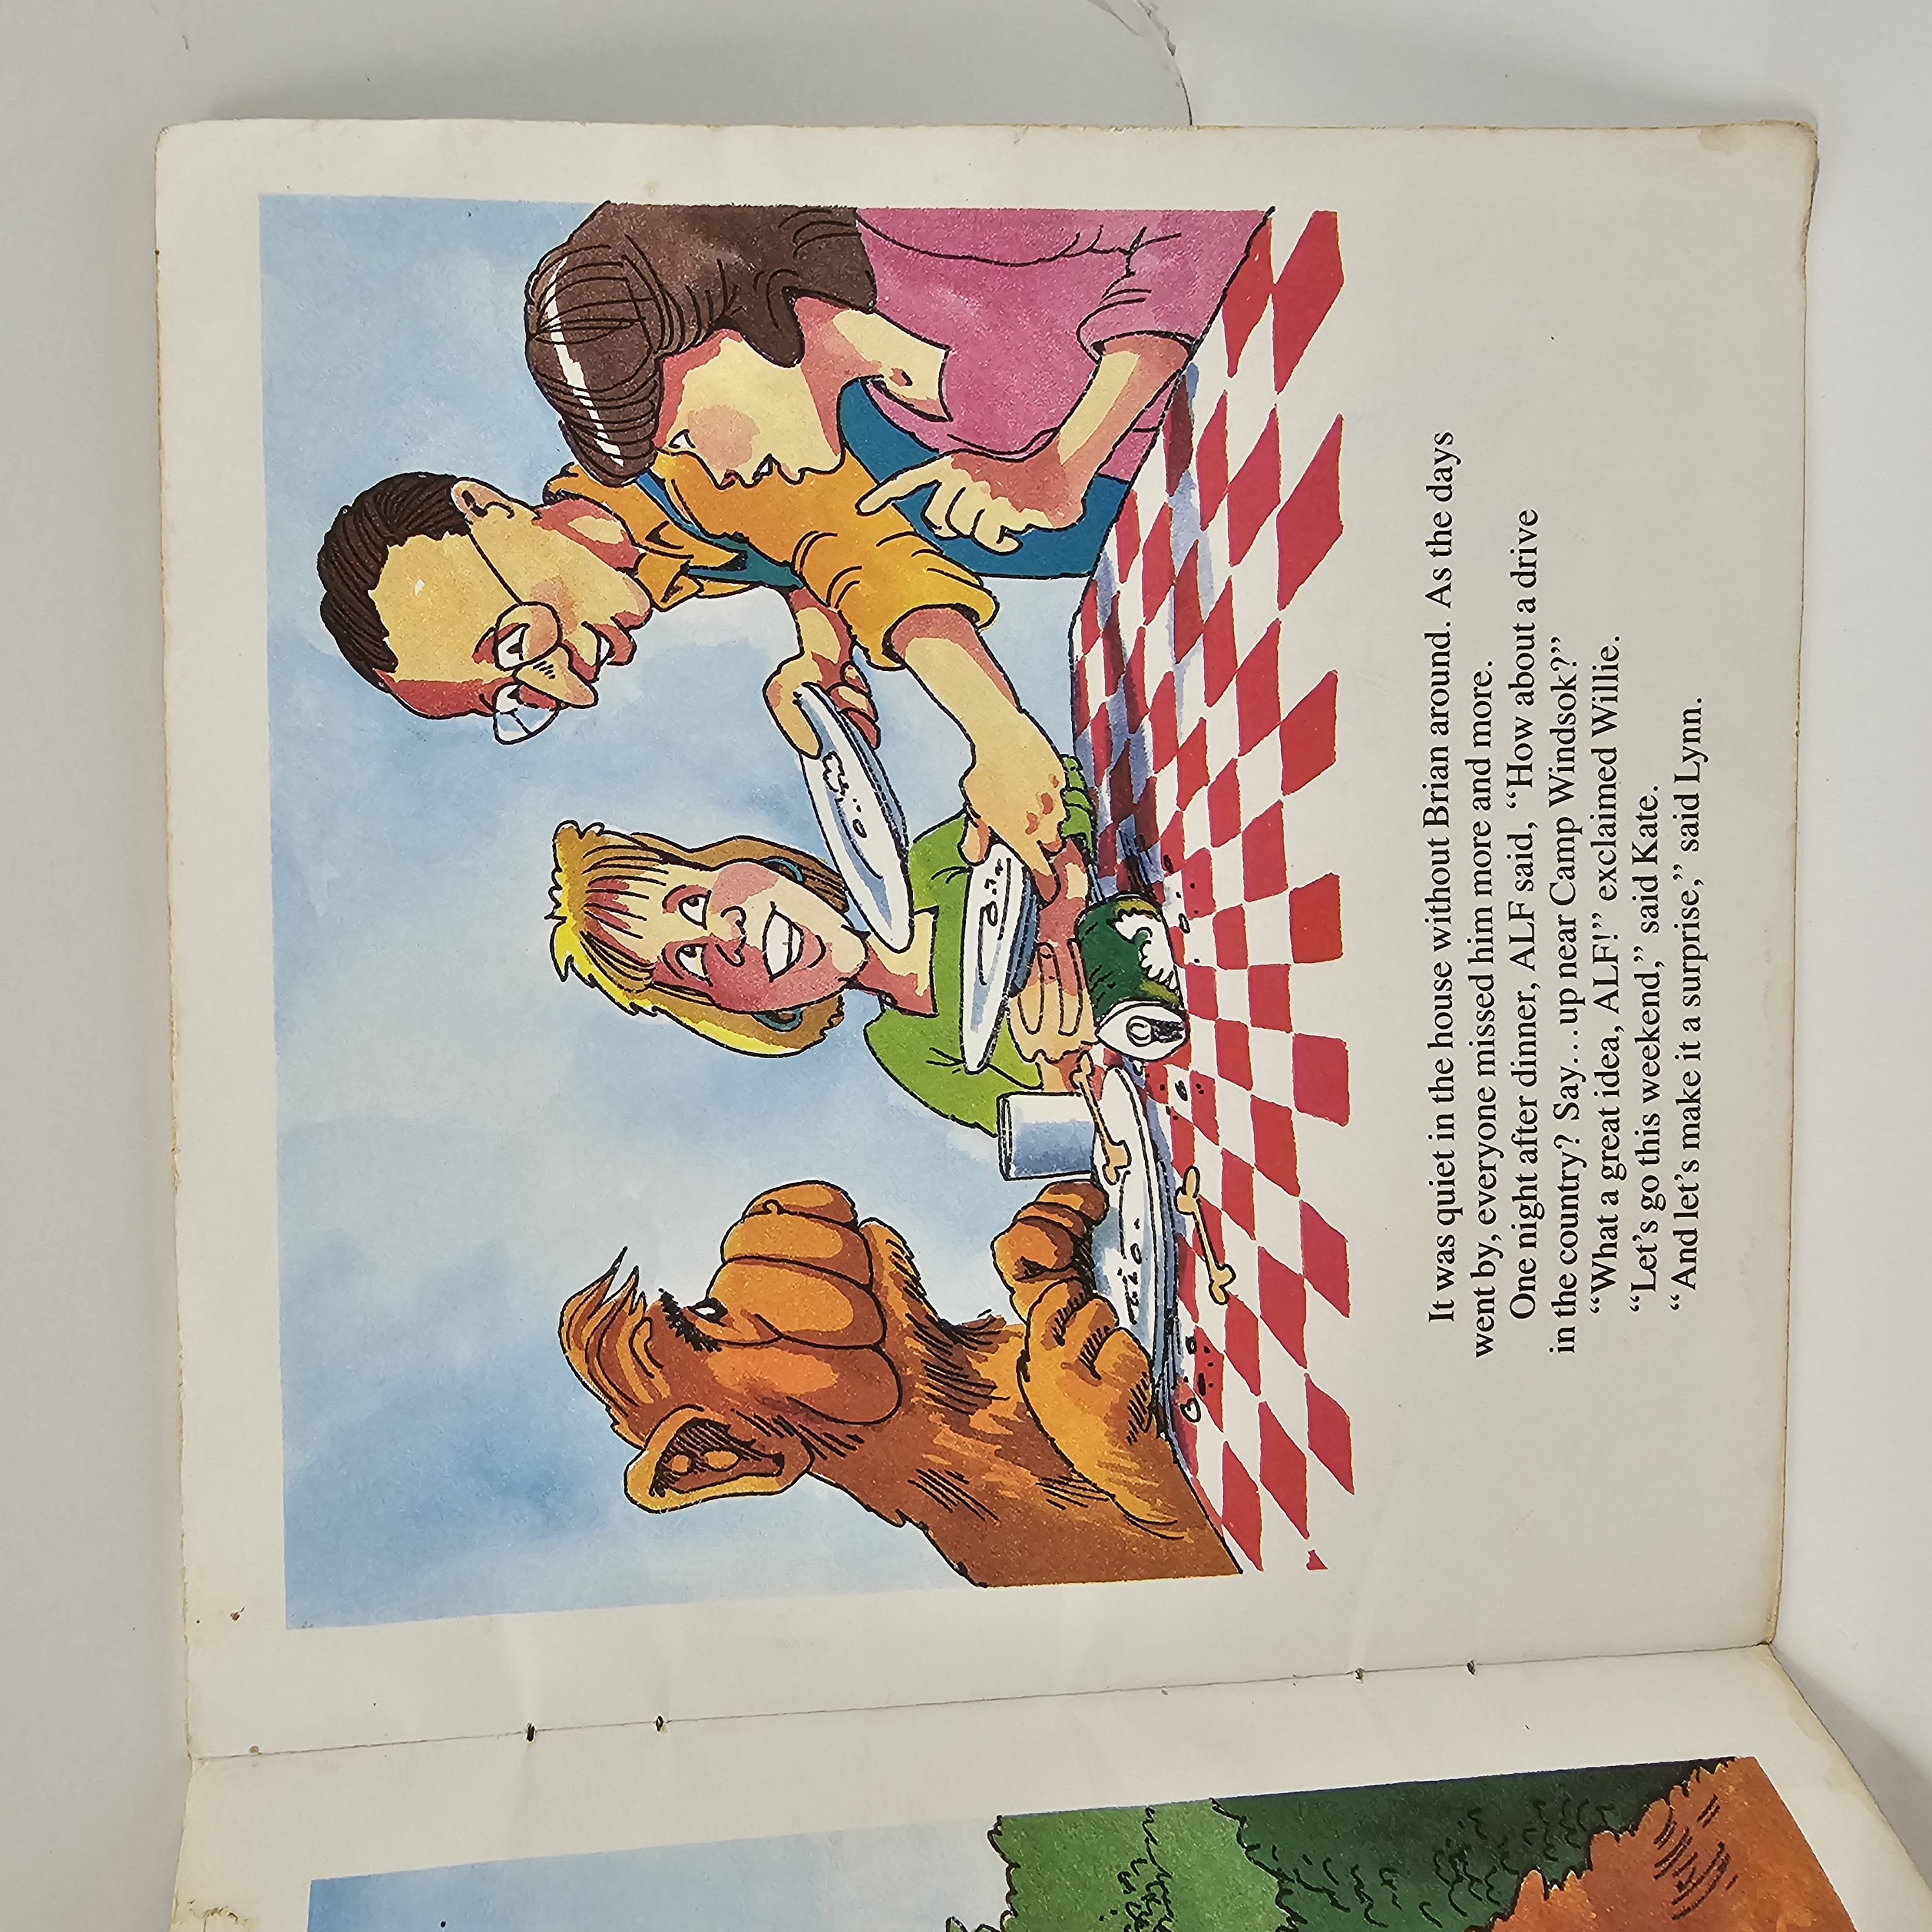 It was quiet in the house without Brian around. As the days
went by, everyone missed him more and more.
One night after dinner, ALF said, “How about a drive
in the country? Say...up near Camp Windsok?”
“What a great idea, ALF!” exclaimed Willie.
“Let’s go this weekend,” said Kate.
“And let’s make it a surprise,” said Lynn.